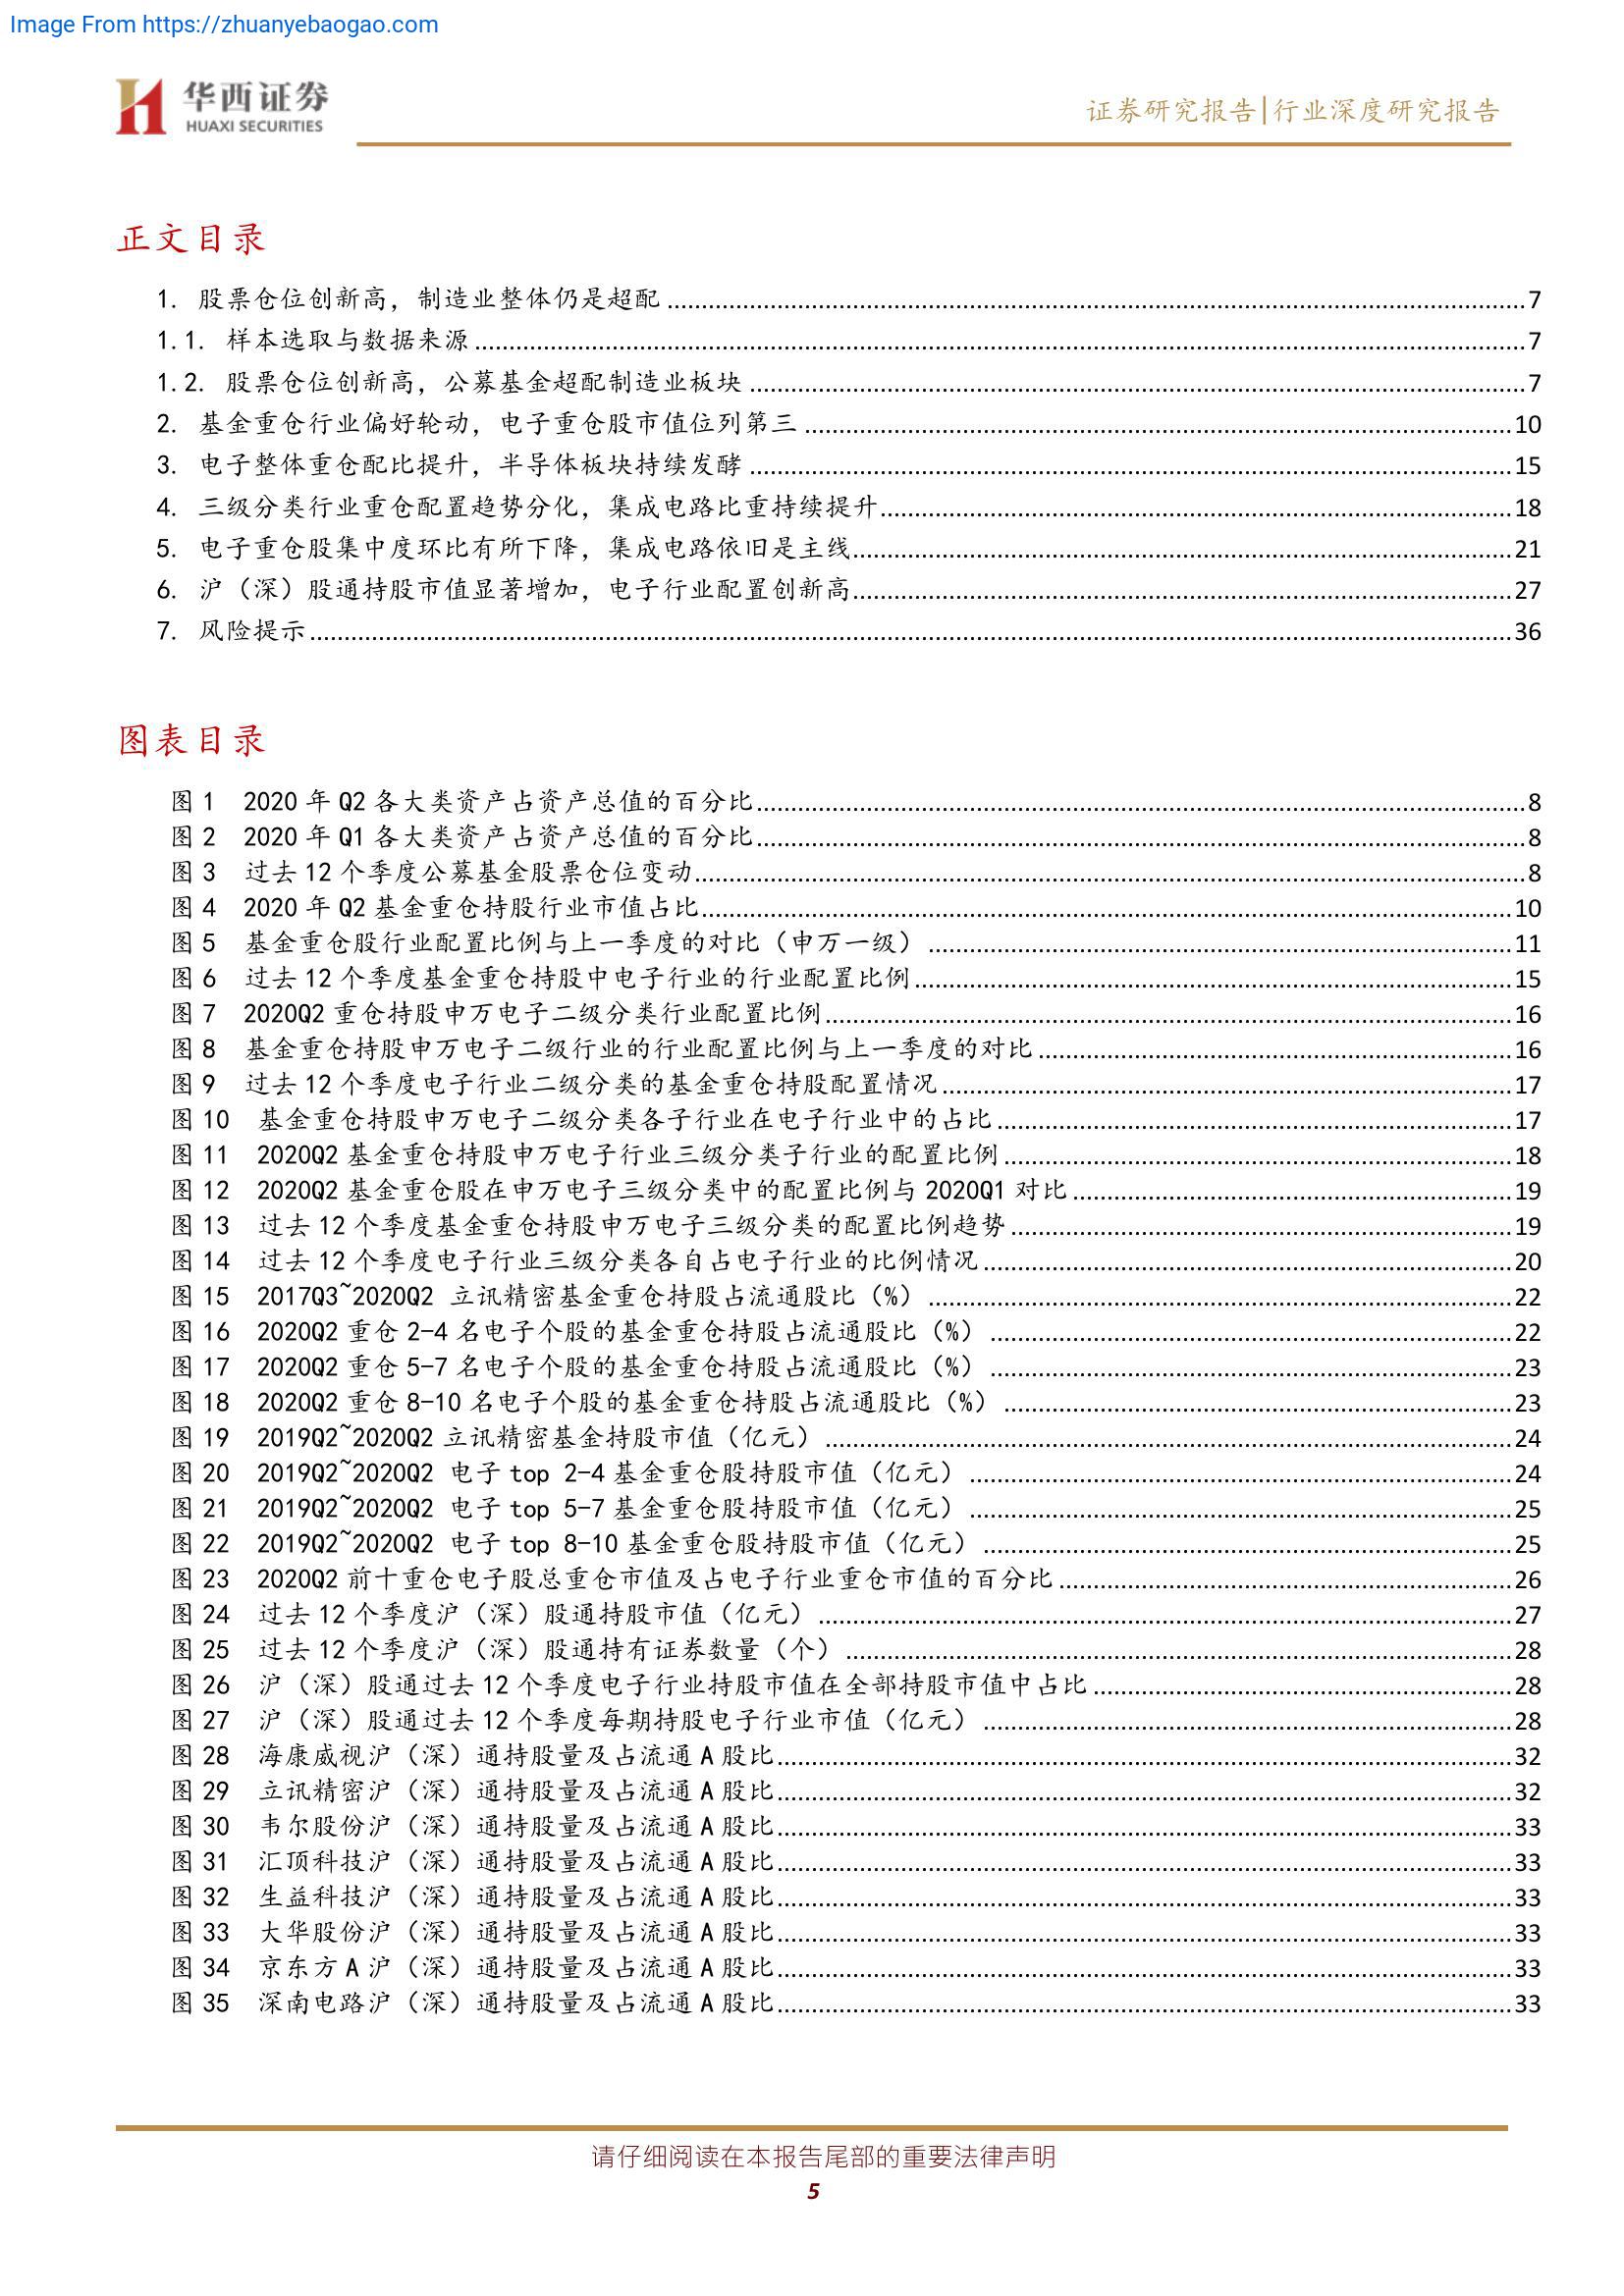 Image From https://zhuanyebaogao.com
华西证券
HUAXI SECURITIES
证券研究报告|行业深度研究报告
正文目录
1. 股票仓位创新高，制造业整体仍是超配 7
1.1. 样本选取与数据来源 7
1.2. 股票仓位创新高，公募基金超配制造业板块 7
2. 基金重仓行业偏好轮动，电子重仓股市值位列第三 10
3. 电子整体重仓配比提升，半导体板块持续发酵 15
4. 三级分类行业重仓配置趋势分化，集成电路比重持续提升 18
5. 电子重仓股集中度环比有所下降，集成电路依旧是主线 21
6. 沪（深）股通持股市值显著增加，电子行业配置创新高 27
7. 风险提示 36
图表目录
图 1 2020 年 Q2 各大类资产占资产总值的百分比 8
图 2 2020 年 Q1 各大类资产占资产总值的百分比 8
图 3 过去 12 个季度公募基金股票仓位变动 8
图 4 2020 年 Q2 基金重仓持股行业市值占比 10
图 5 基金重仓股行业配置比例与上一季度的对比（申万一级） 11
图 6 过去 12 个季度基金重仓持股中电子行业的行业配置比例 15
图 7 2020Q2 重仓持股申万电子二级分类行业配置比例 16
图 8 基金重仓持股申万电子二级行业的行业配置比例与上一季度的对比 16
图 9 过去 12 个季度电子行业二级分类的基金重仓持股配置情况 17
图 10 基金重仓持股申万电子二级分类各子行业在电子行业中的占比 17
图 11 2020Q2 基金重仓持股申万电子行业三级分类子行业的配置比例 18
图 12 2020Q2 基金重仓股在申万电子三级分类中的配置比例与 2020Q1 对比 19
图 13 过去 12 个季度基金重仓持股申万电子三级分类的配置比例趋势 19
图 14 过去 12 个季度电子行业三级分类各自占电子行业的比例情况 20
图 15 2017Q3~2020Q2 立讯精密基金重仓持股占流通股比（%） 22
图 16 2020Q2 重仓 2-4 名电子个股的基金重仓持股占流通股比（%） 22
图 17 2020Q2 重仓 5-7 名电子个股的基金重仓持股占流通股比（%） 23
图 18 2020Q2 重仓 8-10 名电子个股的基金重仓持股占流通股比（%） 23
图 19 2019Q2~2020Q2 立讯精密基金持股市值（亿元） 24
图 20 2019Q2~2020Q2 电子 top 2-4 基金重仓股持股市值（亿元） 24
图 21 2019Q2~2020Q2 电子 top 5-7 基金重仓股持股市值（亿元） 25
图 22 2019Q2~2020Q2 电子 top 8-10 基金重仓股持股市值（亿元） 25
图 23 2020Q2 前十重仓电子股总重仓市值及占电子行业重仓市值的百分比 26
图 24 过去 12 个季度沪（深）股通持股市值（亿元） 27
图 25 过去 12 个季度沪（深）股通持有证券数量（个） 28
图 26 沪（深）股通过去 12 个季度电子行业持股市值在全部持股市值中占比 28
图 27 沪（深）股通过去 12 个季度每期持股电子行业市值（亿元） 28
图 28 海康威视沪（深）通持股量及占流通 A 股比 32
图 29 立讯精密沪（深）通持股量及占流通 A 股比 32
图 30 韦尔股份沪（深）通持股量及占流通 A 股比 33
图 31 汇顶科技沪（深）通持股量及占流通 A 股比 33
图 32 生益科技沪（深）通持股量及占流通 A 股比 33
图 33 大华股份沪（深）通持股量及占流通 A 股比 33
图 34 京东方 A 沪（深）通持股量及占流通 A 股比 33
图 35 深南电路沪（深）通持股量及占流通 A 股比 33
请仔细阅读在本报告尾部的重要法律声明
5